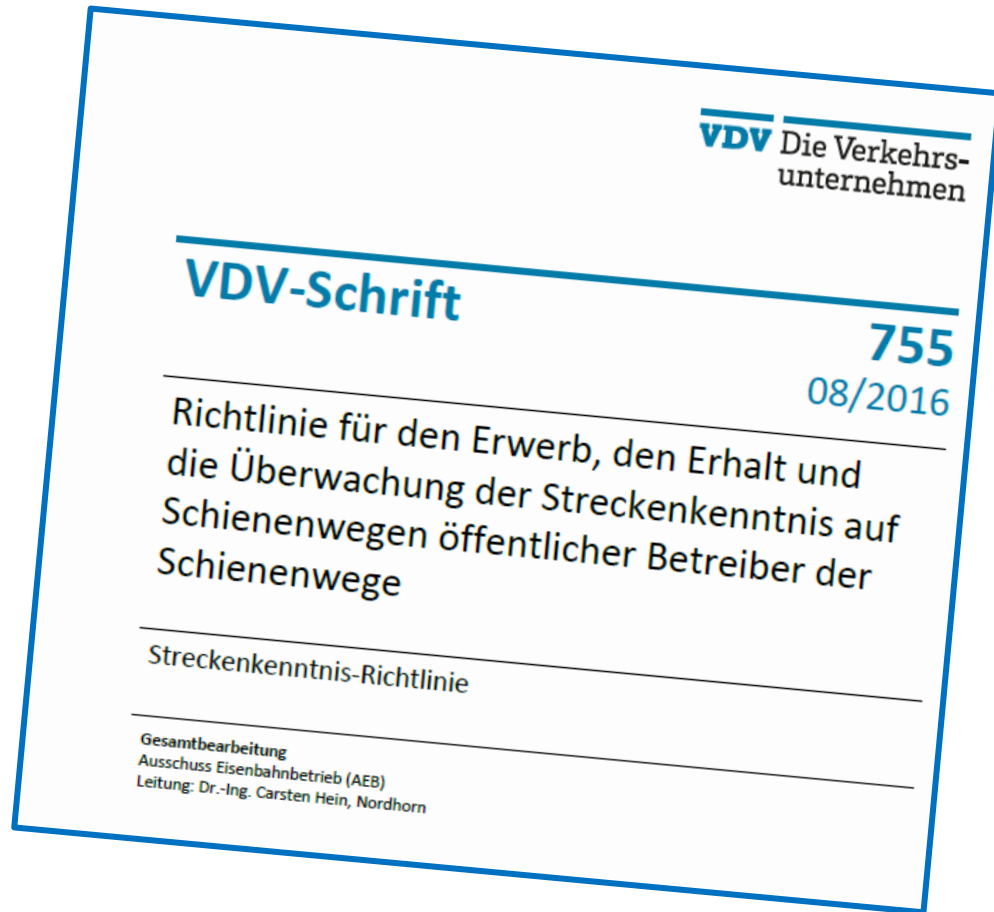 VDV Die Verkehrs-
unternehmen
VDV-Schrift
755
08/2016
Richtlinie für den Erwerb, den Erhalt und
die Überwachung der Streckenkenntnis auf
Schienenwegen öffentlicher Betreiber der
Schienenwege
Streckenkenntnis-Richtlinie
Gesamtbearbeitung
Ausschuss Eisenbahnbetrieb (AEB)
Leitung: Dr.-Ing. Carsten Hein, Nordhorn